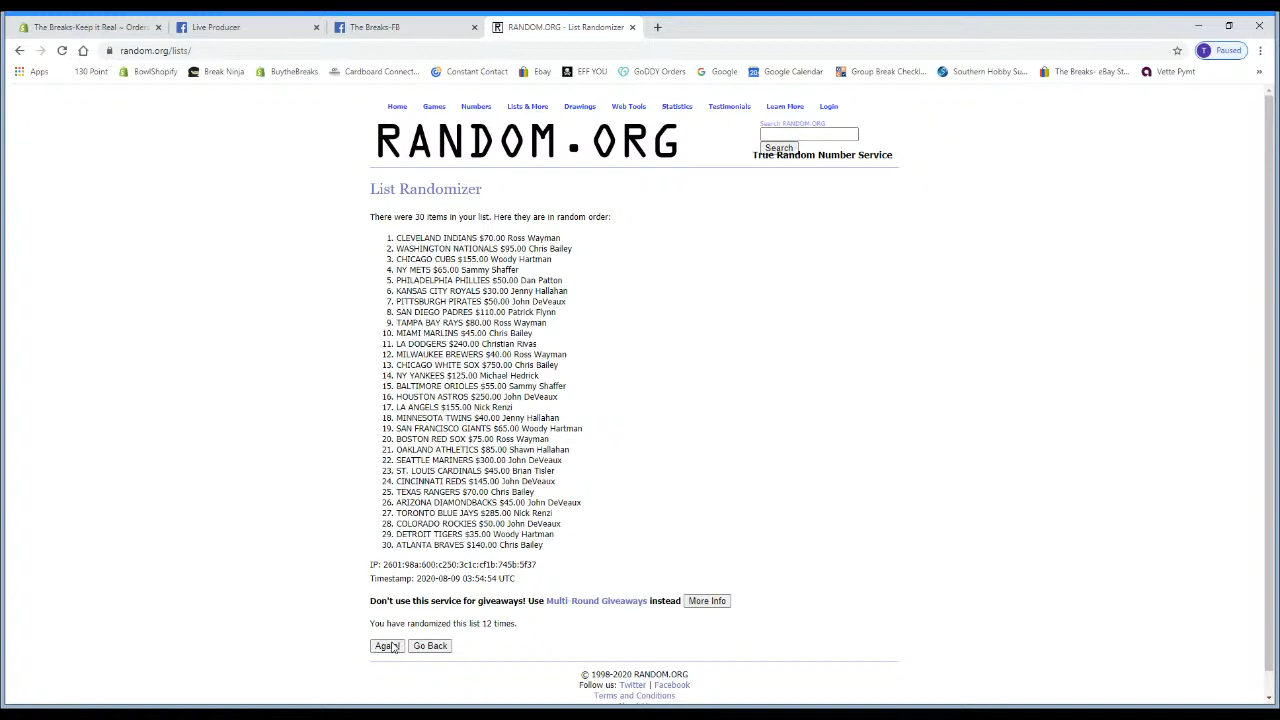 The Breaks-Keep it Real ~ Orders
Live Producer
The Breaks-FB
RANDOM.ORG - List Randomizer
random.org/lists/
Paused
Apps
130 Point
BowlShopify
Break Ninja
BuytheBreaks
Cardboard Connect...
Constant Contact
Ebay
EFF YOU
GoDDY Orders
Google
Google Calendar
Group Break Checkl...
Southern Hobby Su...
The Breaks- eBay St...
Vette Pymt
Home Games Numbers Lists & More Drawings Web Tools Statistics Testimonials Learn More Login
RANDOM.ORG
Search RANDOM.ORG
Search
True Random Number Service
List Randomizer
There were 30 items in your list. Here they are in random order:
1. CLEVELAND INDIANS $70.00 Ross Wayman
2. WASHINGTON NATIONALS $95.00 Chris Bailey
3. CHICAGO CUBS $155.00 Woody Hartman
4. NY METS $65.00 Sammy Shaffer
5. PHILADELPHIA PHILLIES $50.00 Dan Patton
6. KANSAS CITY ROYALS $30.00 Jenny Hallahan
7. PITTSBURGH PIRATES $50.00 John DeVeaux
8. SAN DIEGO PADRES $110.00 Patrick Flynn
9. TAMPA BAY RAYS $80.00 Ross Wayman
10. MIAMI MARLINS $45.00 Chris Bailey
11. LA DODGERS $240.00 Christian Rivas
12. MILWAUKEE BREWERS $40.00 Ross Wayman
13. CHICAGO WHITE SOX $750.00 Chris Bailey
14. NY YANKEES $125.00 Michael Hedrick
15. BALTIMORE ORIOLES $55.00 Sammy Shaffer
16. HOUSTON ASTROS $250.00 John DeVeaux
17. LA ANGELS $155.00 Nick Renzi
18. MINNESOTA TWINS $40.00 Jenny Hallahan
19. SAN FRANCISCO GIANTS $65.00 Woody Hartman
20. BOSTON RED SOX $75.00 Ross Wayman
21. OAKLAND ATHLETICS $85.00 Shawn Hallahan
22. SEATTLE MARINERS $300.00 John DeVeaux
23. ST. LOUIS CARDINALS $45.00 Brian Tisler
24. CINCINNATI REDS $145.00 John DeVeaux
25. TEXAS RANGERS $70.00 Chris Bailey
26. ARIZONA DIAMONDBACKS $45.00 John DeVeaux
27. TORONTO BLUE JAYS $285.00 Nick Renzi
28. COLORADO ROCKIES $50.00 John DeVeaux
29. DETROIT TIGERS $35.00 Woody Hartman
30. ATLANTA BRAVES $140.00 Chris Bailey
IP: 2601:98a:600:c250:3c1c:cf1b:745b:5f37
Timestamp: 2020-08-09 03:54:54 UTC
Don't use this service for giveaways! Use Multi-Round Giveaways instead More Info
You have randomized this list 12 times.
Again! Go Back
© 1998-2020 RANDOM.ORG
Follow us: Twitter | Facebook
Terms and Conditions